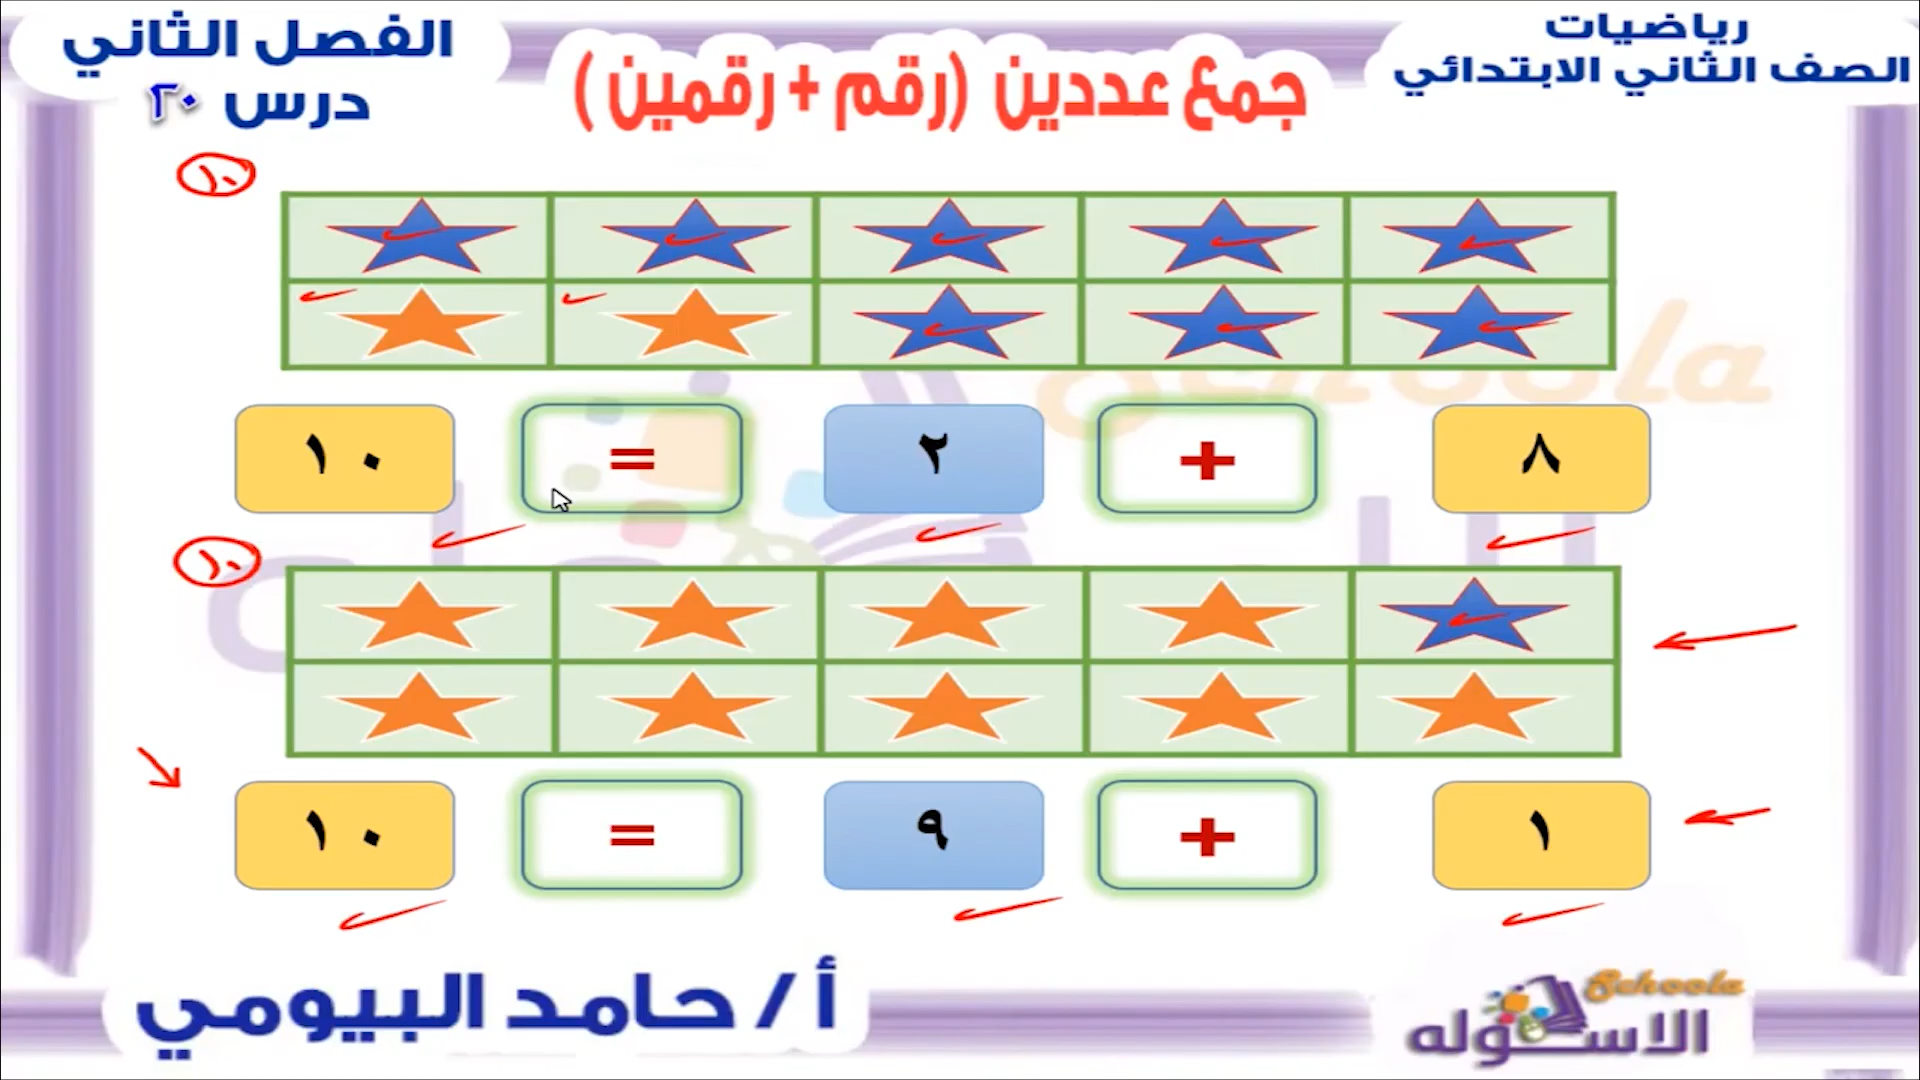 رياضيات
الصف الثاني الابتدائي
جمع عددين (رقم + رقمين)
الفصل الثاني
درس ٢٠
١٠
٨ + ٢ = ١٠
١٠
١ + ٩ = ١٠
أ / حامد البيومي
Schoola
الاسكوله